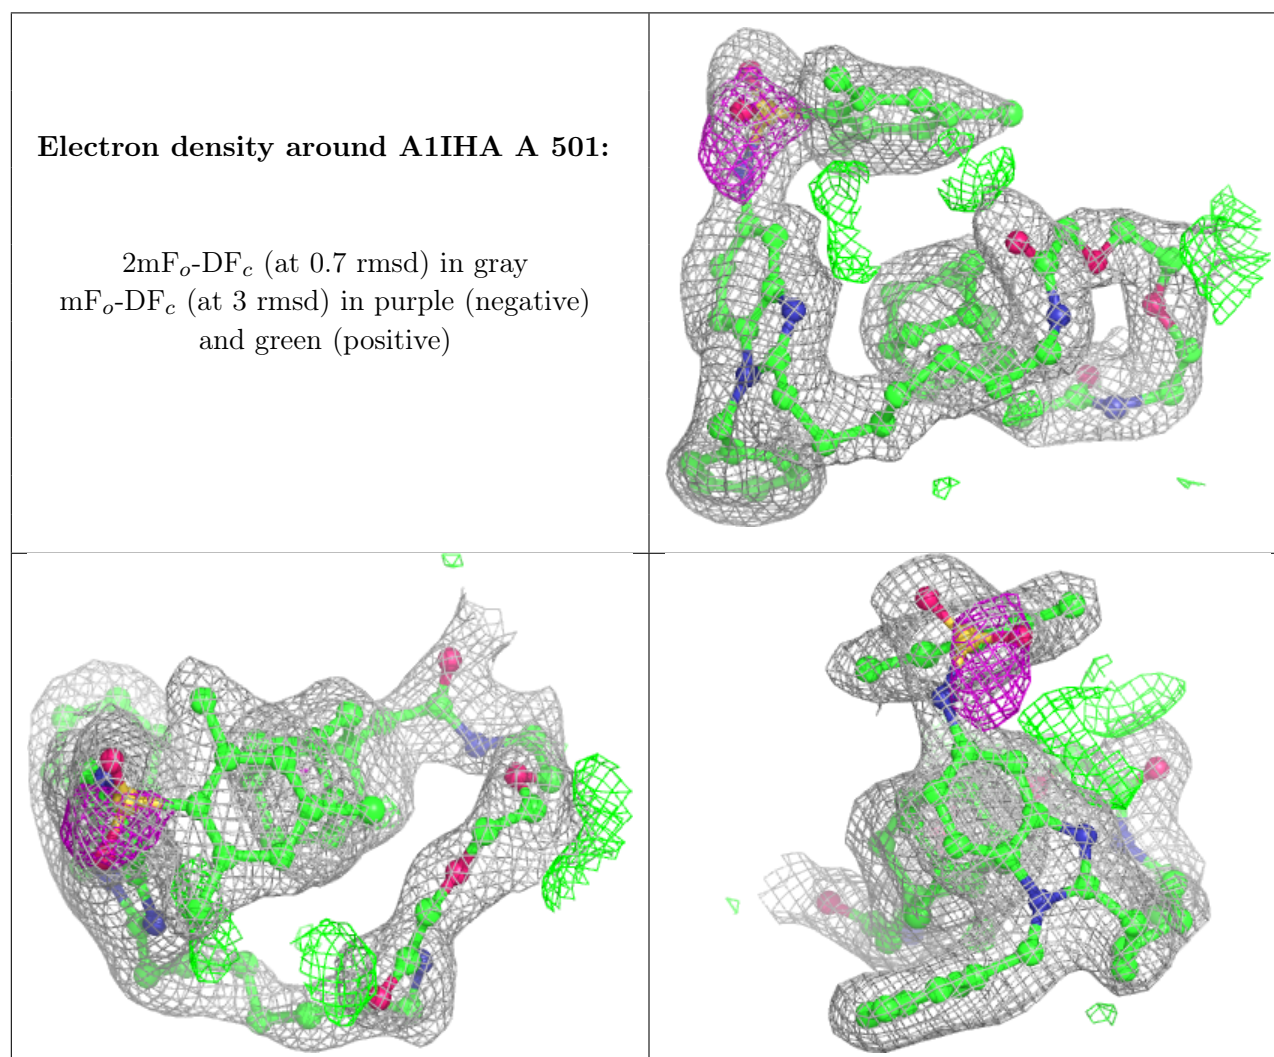 Electron density around A1IHA A 501:
2mFo-DFc (at 0.7 rmsd) in gray
mFo-DFc (at 3 rmsd) in purple (negative)
and green (positive)